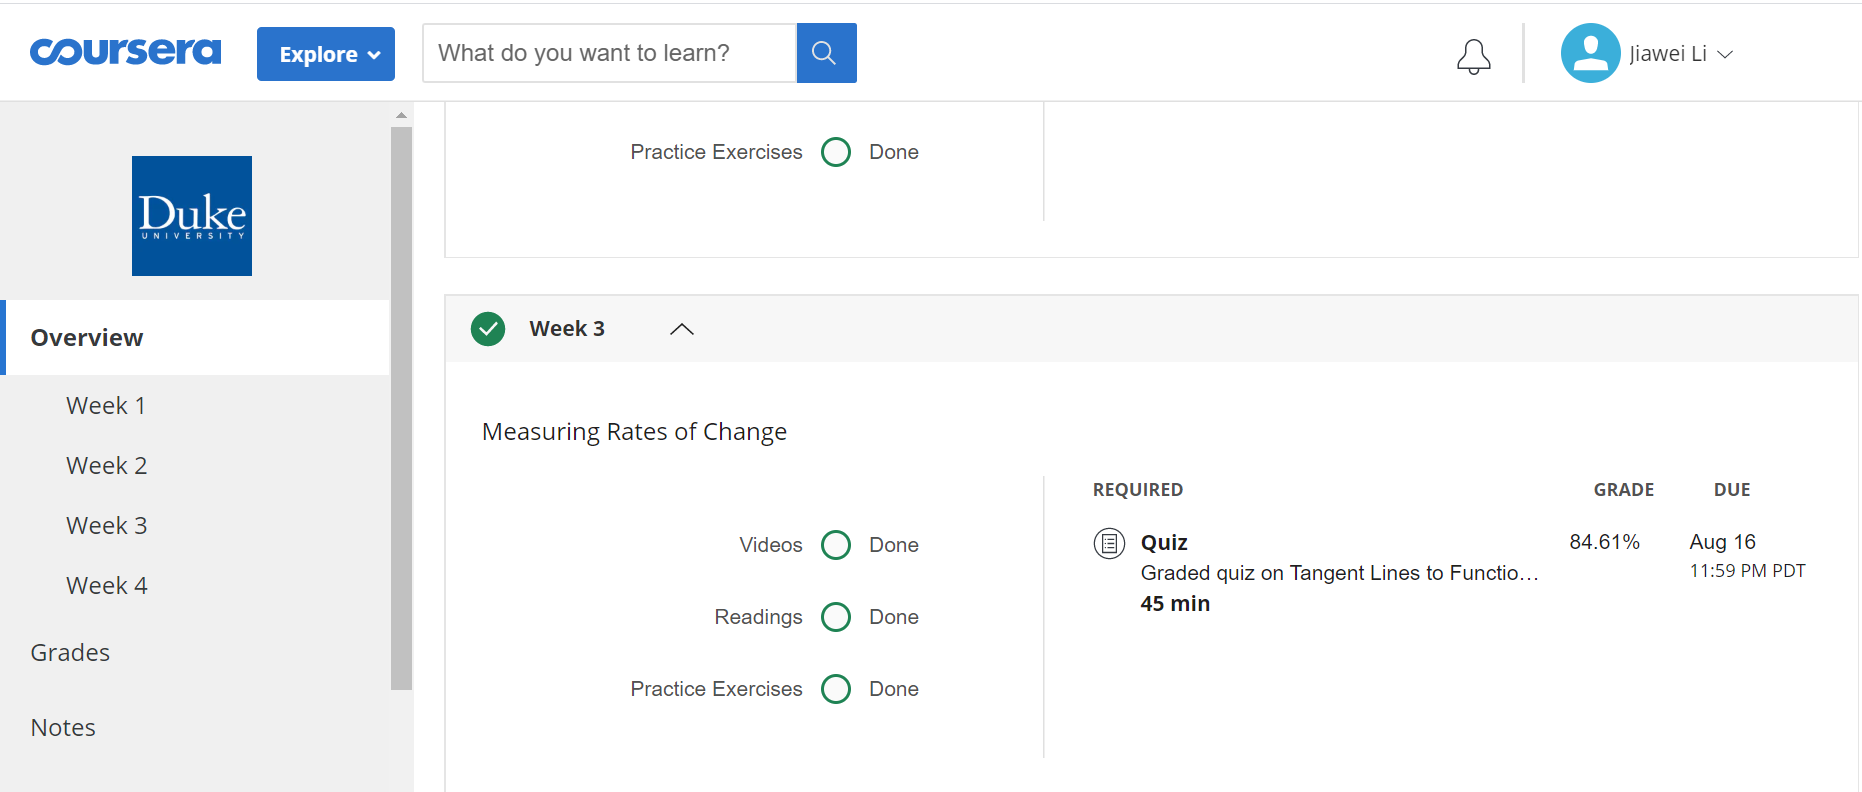 coursera
Explore
What do you want to learn?
Jiawei Li
Duke
UNIVERSITY
Overview
Week 1
Week 2
Week 3
Week 4
Grades
Notes
Practice Exercises Done
Week 3
Measuring Rates of Change
Videos Done
Readings Done
Practice Exercises Done
REQUIRED GRADE DUE
Quiz 84.61% Aug 16
Graded quiz on Tangent Lines to Functio... 11:59 PM PDT
45 min